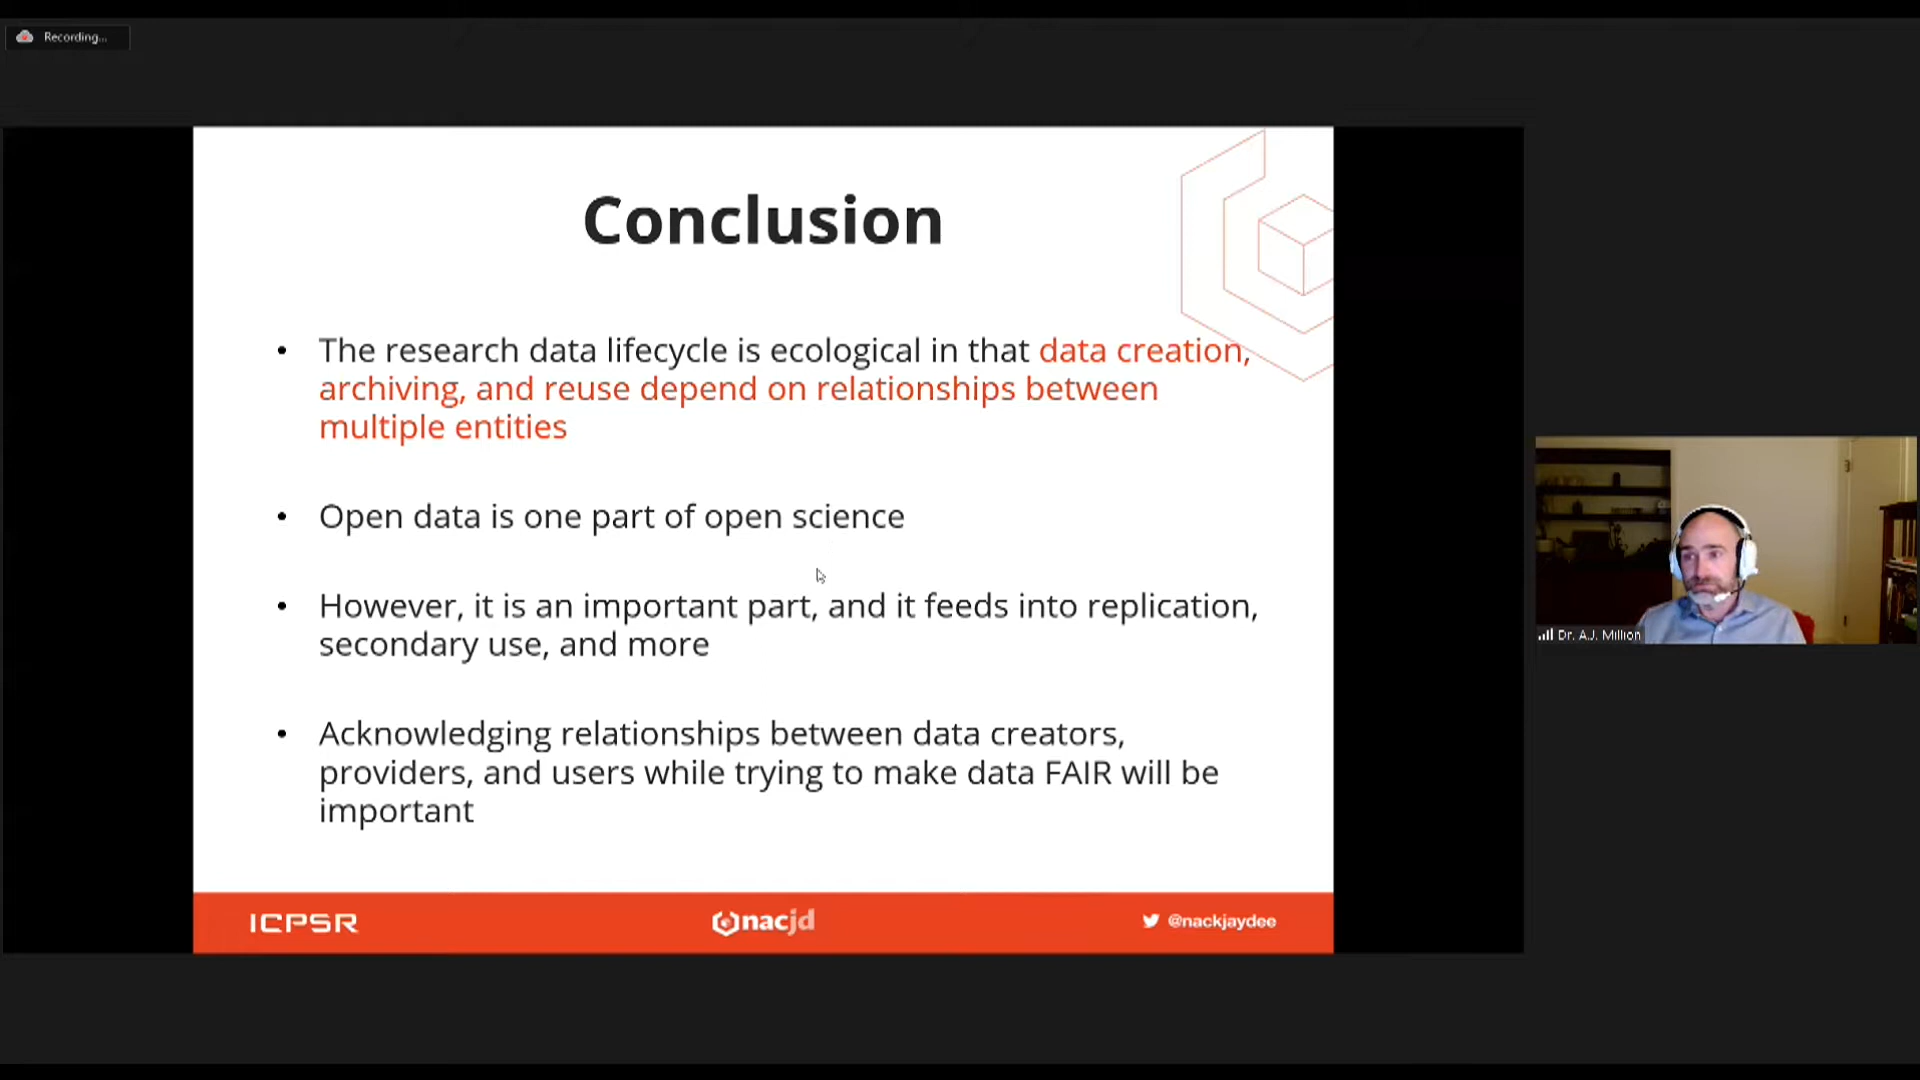 Recording...
Conclusion
• The research data lifecycle is ecological in that data creation,
archiving, and reuse depend on relationships between
multiple entities
• Open data is one part of open science
• However, it is an important part, and it feeds into replication,
secondary use, and more
• Acknowledging relationships between data creators,
providers, and users while trying to make data FAIR will be
important
ICPSR
nacjd
@nackjaydee
Dr. A.J. Million